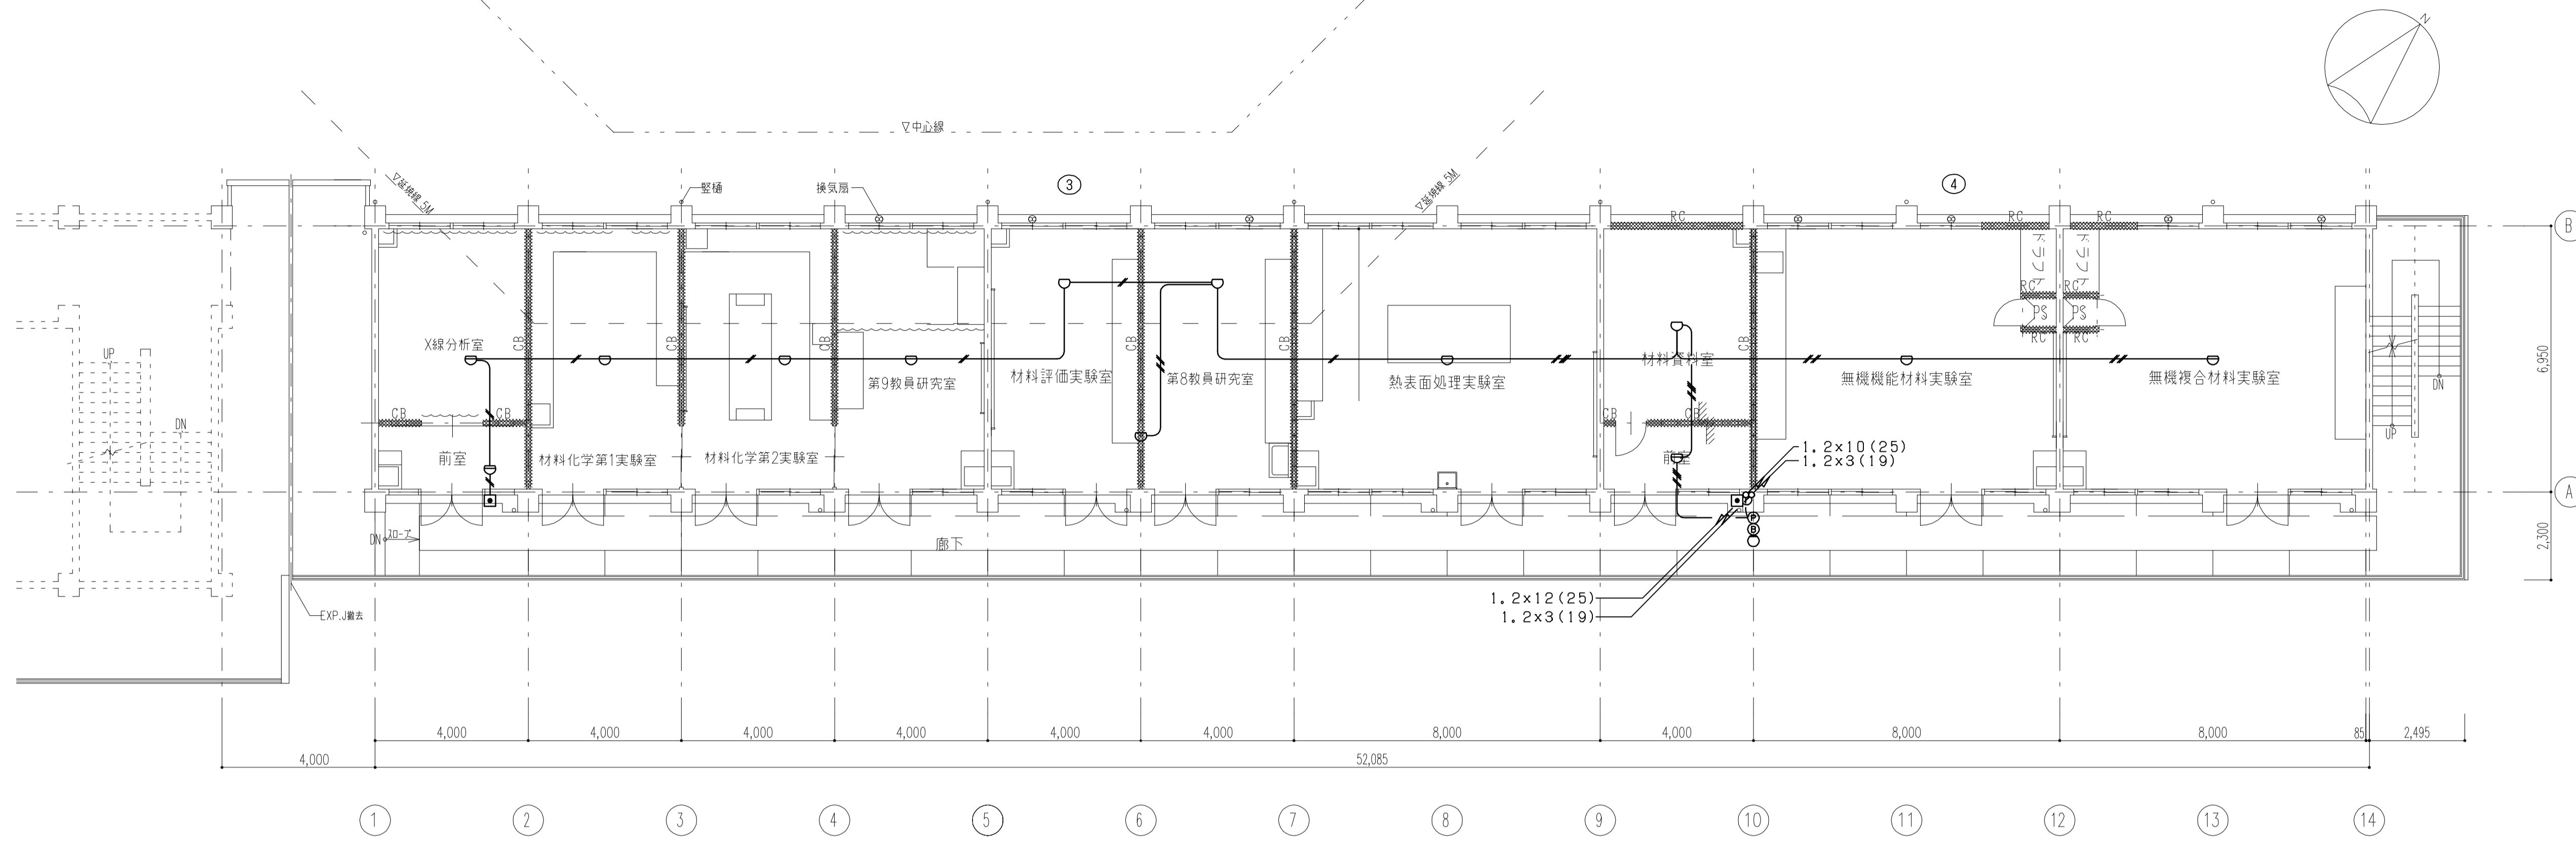 N
▽中心線
▽延焼線 5M
竪樋
換気扇
③
▽延焼線 5M
④
RC
RC
RC
B
ドラフト
ドラフト
RC
RC
PS
PS
RC
RC
UP
DN
X線分析室
CB
CB
CB
CB
CB
CB
第9教員研究室
材料評価実験室
第8教員研究室
熱表面処理実験室
材料資料室
無機機能材料実験室
無機複合材料実験室
DN
UP
6,950
CB
CB
CB
CB
前室
材料化学第1実験室
材料化学第2実験室
前室
1.2x10(25)
1.2x3(19)
A
P
B
DN
スロープ
廊下
2,300
1.2x12(25)
1.2x3(19)
EXP.J撤去
4,000
4,000
4,000
4,000
4,000
4,000
8,000
4,000
8,000
8,000
85
2,495
4,000
52,085
1
2
3
4
5
6
7
8
9
10
11
12
13
14